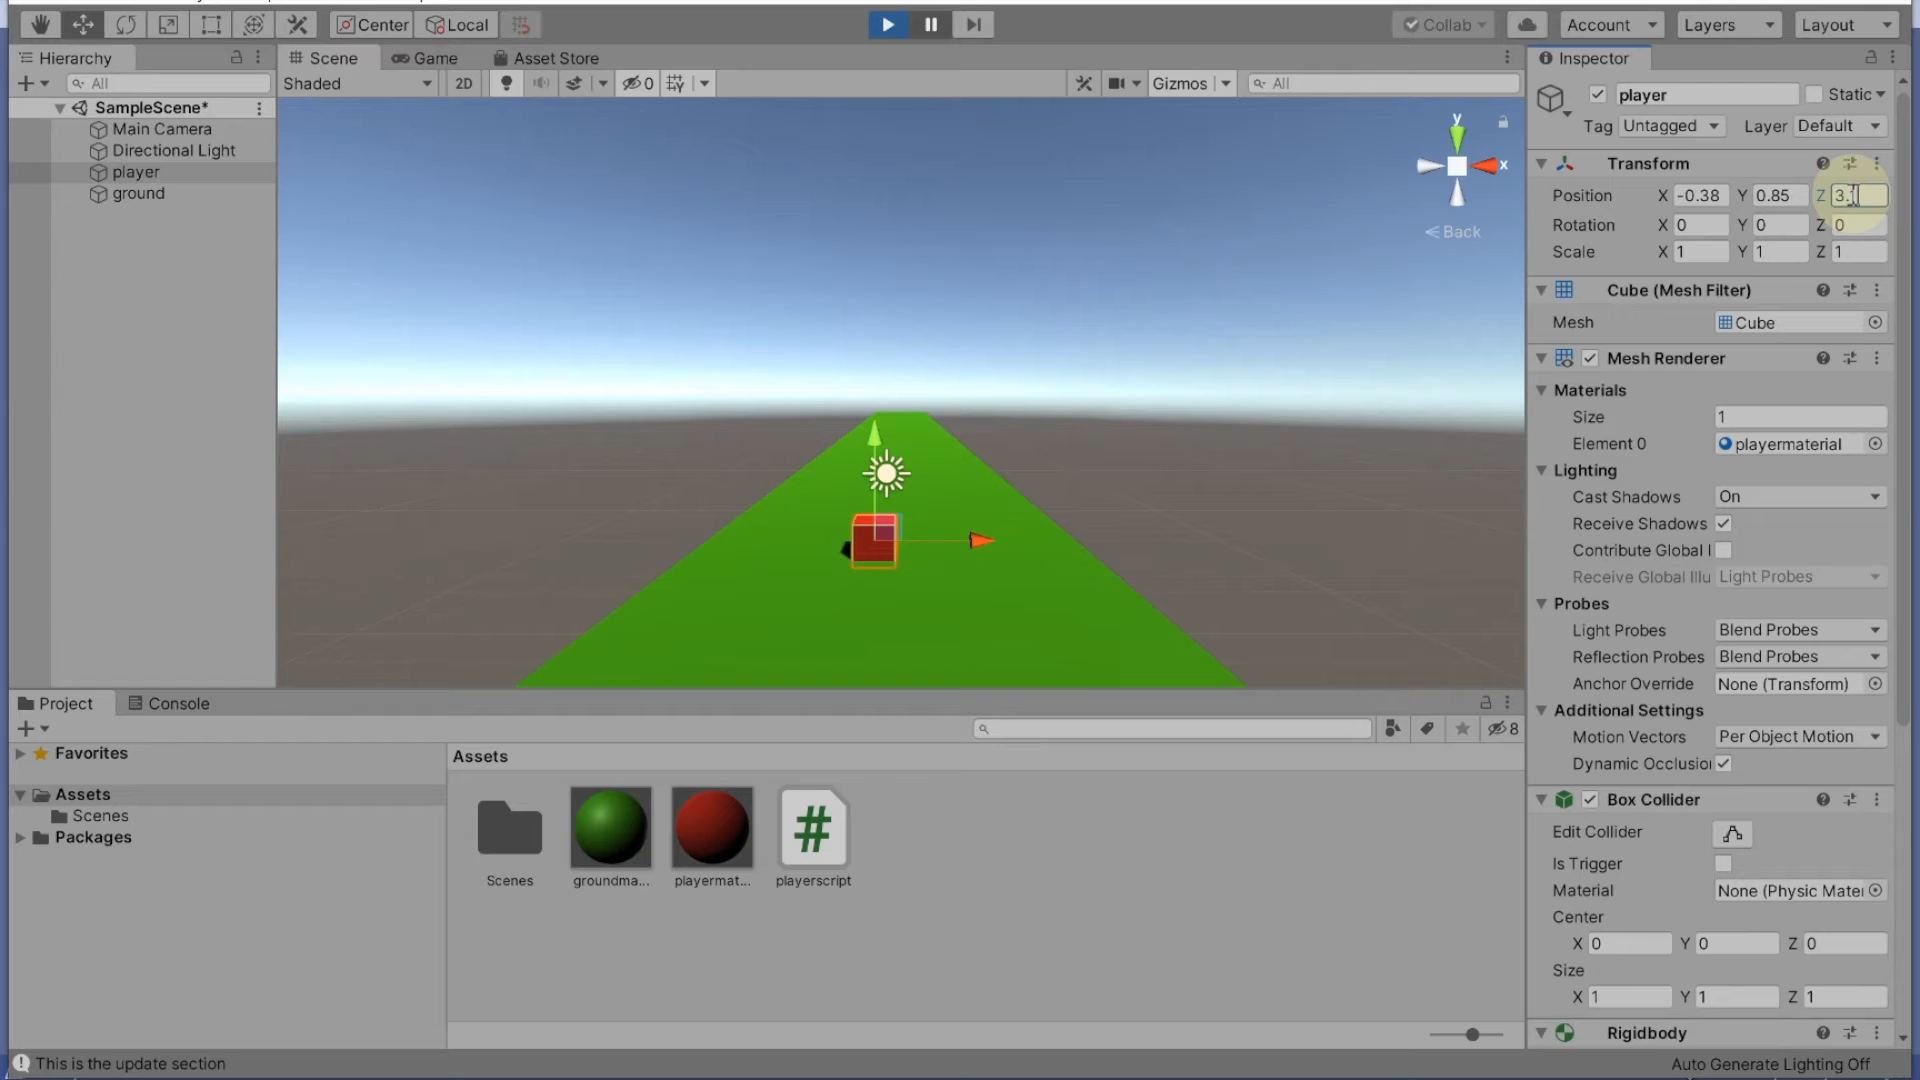 Center
Local
Collab
Account
Layers
Layout
Hierarchy
All
SampleScene*
Main Camera
Directional Light
player
ground
Scene
Game
Asset Store
Shaded
2D
0
Gizmos
All
y
x
Back
Inspector
player
Static
Tag Untagged
Layer Default
Transform
Position X -0.38 Y 0.85 Z 3.
Rotation X 0 Y 0 Z 0
Scale X 1 Y 1 Z 1
Cube (Mesh Filter)
Mesh Cube
Mesh Renderer
Materials
Size 1
Element 0 playermaterial
Lighting
Cast Shadows On
Receive Shadows
Contribute Global I
Receive Global Illu Light Probes
Probes
Light Probes Blend Probes
Reflection Probes Blend Probes
Anchor Override None (Transform)
Additional Settings
Motion Vectors Per Object Motion
Dynamic Occlusion
Box Collider
Edit Collider
Is Trigger
Material None (Physic Mater
Center
X 0 Y 0 Z 0
Size
X 1 Y 1 Z 1
Rigidbody
Project
Console
8
Favorites
Assets
Scenes
Packages
Assets
Scenes
groundma...
playermat...
playerscript
This is the update section
Auto Generate Lighting Off